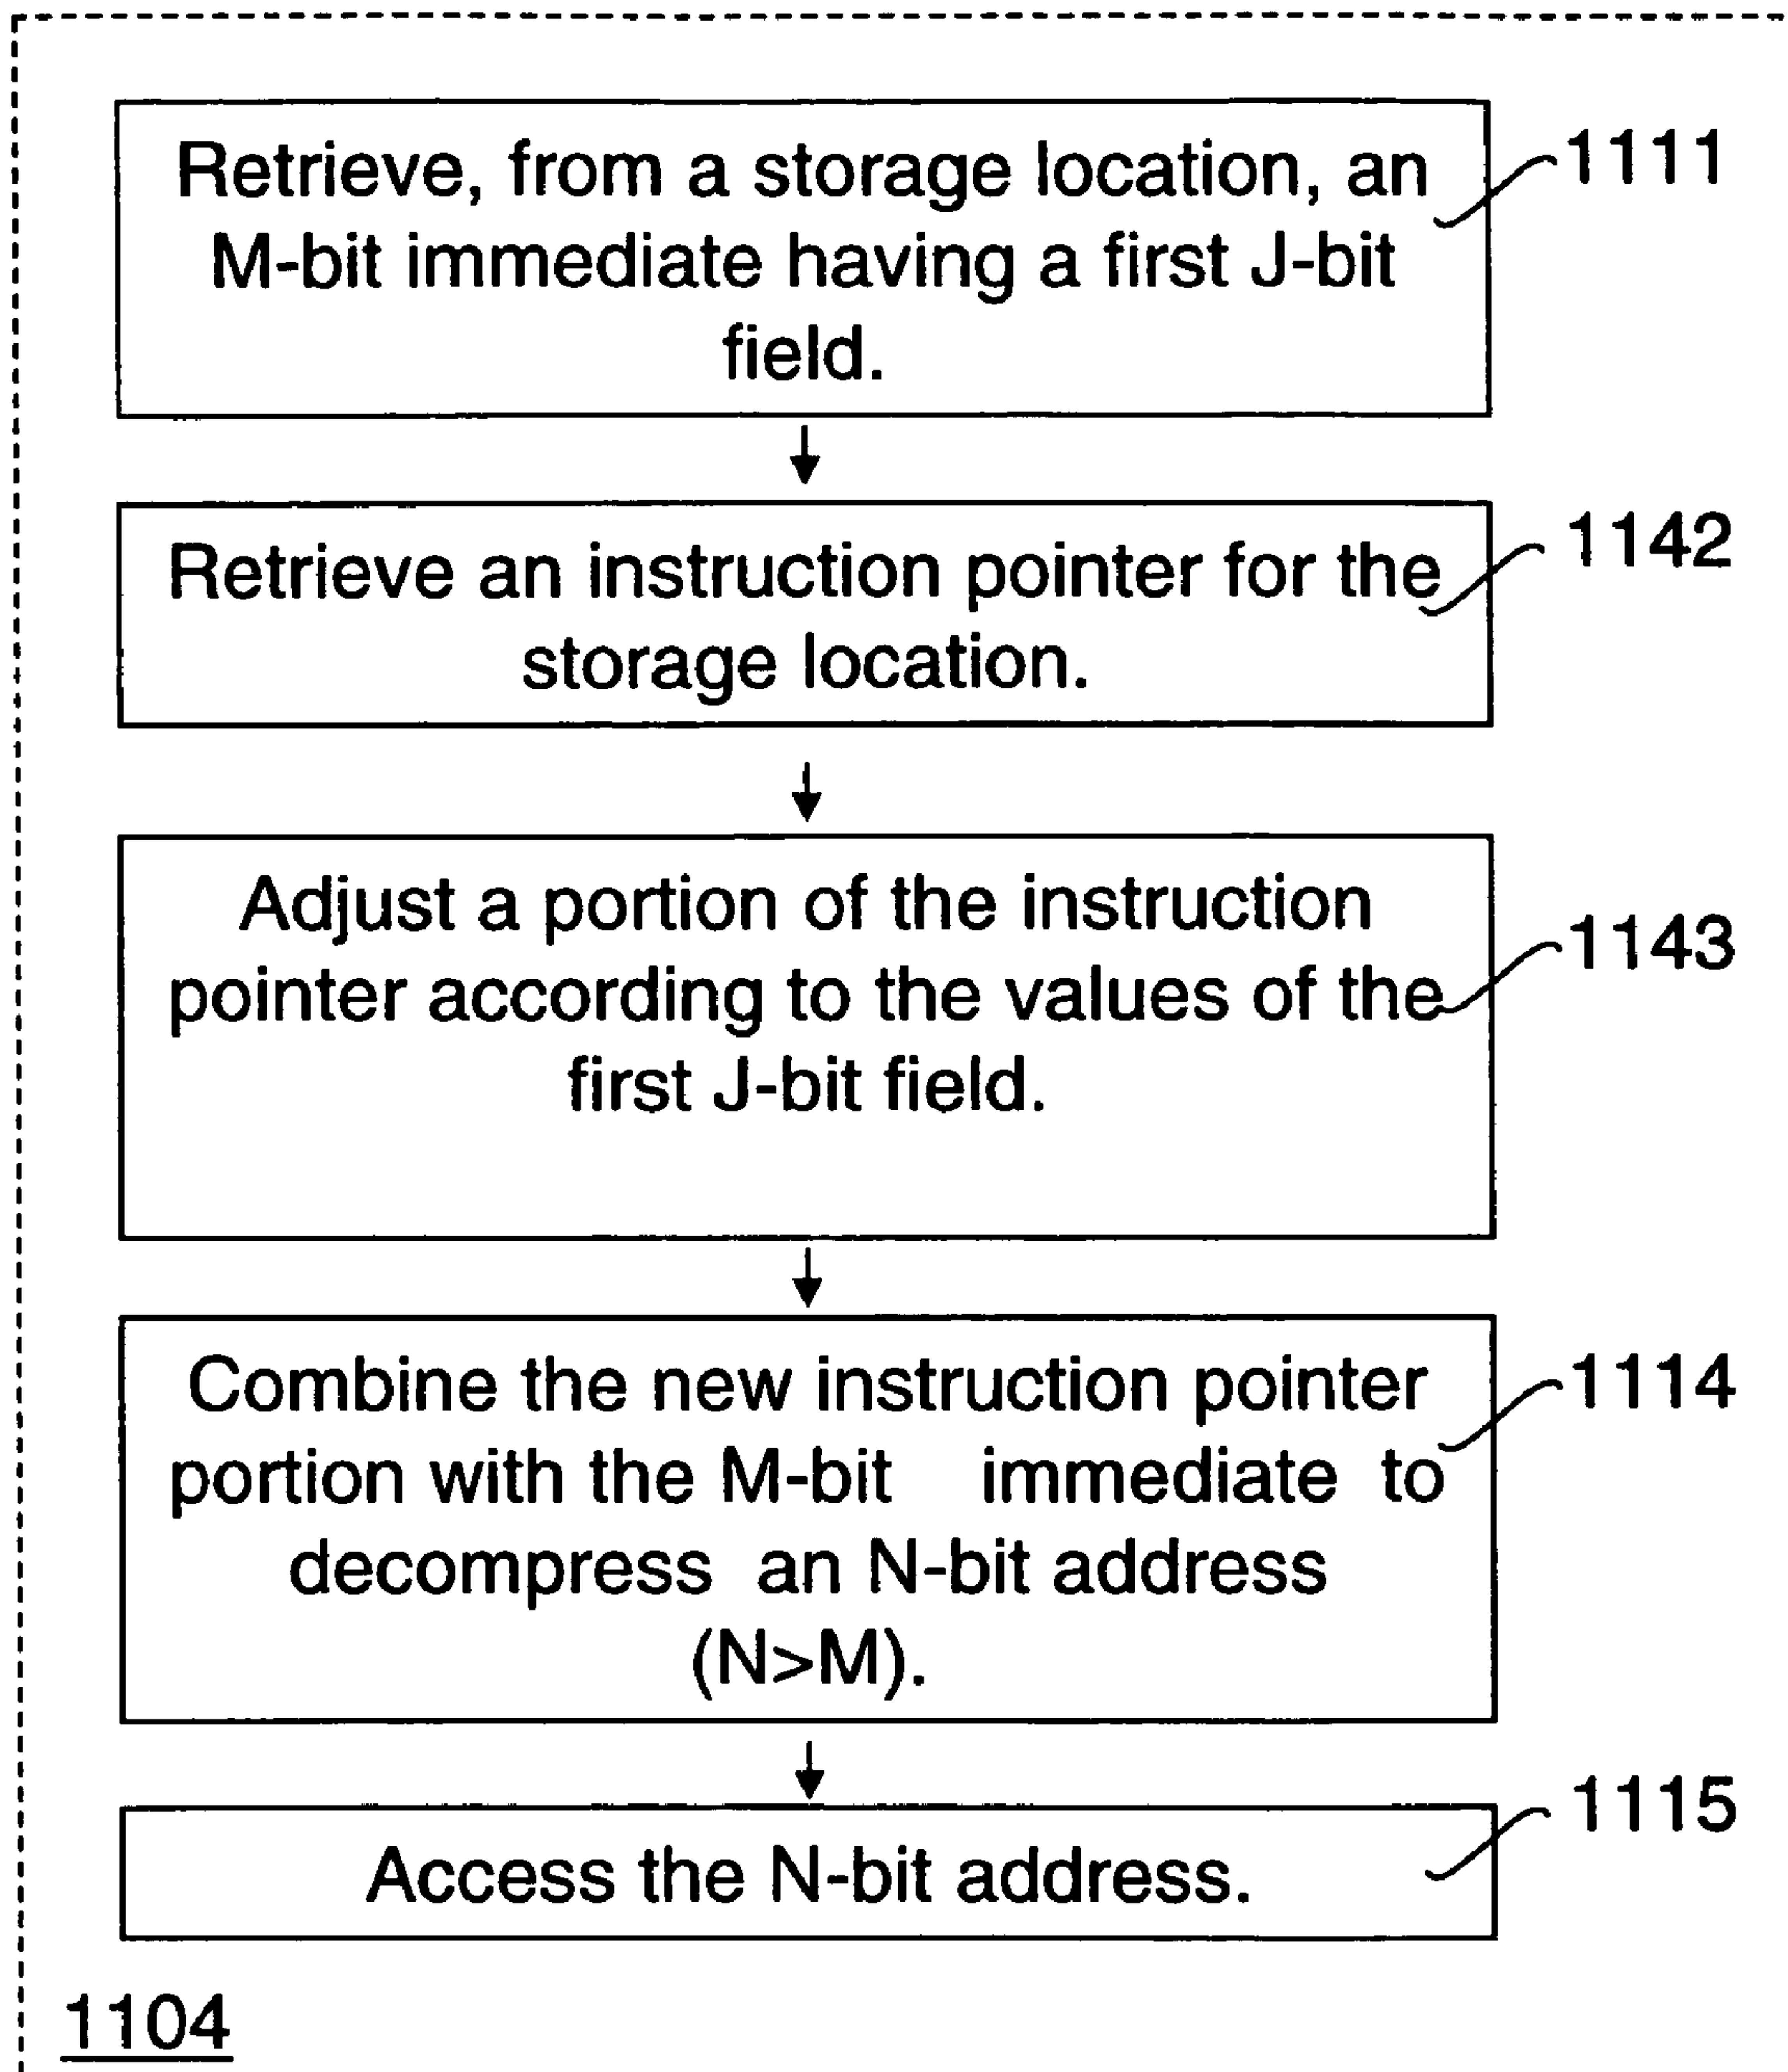 Retrieve, from a storage location, an
M-bit immediate having a first J-bit
field.
1111
Retrieve an instruction pointer for the
storage location.
1142
Adjust a portion of the instruction
pointer according to the values of the
first J-bit field.
1143
Combine the new instruction pointer
portion with the M-bit immediate to
decompress an N-bit address
(N>M).
1114
Access the N-bit address.
1115
1104